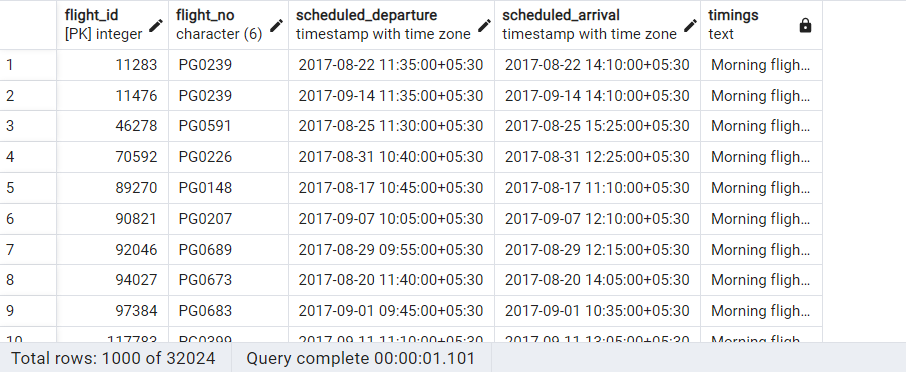 flight_id flight_no scheduled_departure scheduled_arrival timings
[PK] integer character (6) timestamp with time zone timestamp with time zone text
1 11283 PG0239 2017-08-22 11:35:00+05:30 2017-08-22 14:10:00+05:30 Morning fligh...
2 11476 PG0239 2017-09-14 11:35:00+05:30 2017-09-14 14:10:00+05:30 Morning fligh...
3 46278 PG0591 2017-08-25 11:30:00+05:30 2017-08-25 15:25:00+05:30 Morning fligh...
4 70592 PG0226 2017-08-31 10:40:00+05:30 2017-08-31 12:25:00+05:30 Morning fligh...
5 89270 PG0148 2017-08-17 10:45:00+05:30 2017-08-17 11:10:00+05:30 Morning fligh...
6 90821 PG0207 2017-09-07 10:05:00+05:30 2017-09-07 12:10:00+05:30 Morning fligh...
7 92046 PG0689 2017-08-29 09:55:00+05:30 2017-08-29 12:15:00+05:30 Morning fligh...
8 94027 PG0673 2017-08-20 11:40:00+05:30 2017-08-20 14:05:00+05:30 Morning fligh...
9 97384 PG0683 2017-09-01 09:45:00+05:30 2017-09-01 10:35:00+05:30 Morning fligh...
10 117783 PG0399 2017-09-11 11:10:00+05:30 2017-09-11 13:05:00+05:30 Morning fligh...
Total rows: 1000 of 32024 Query complete 00:00:01.101